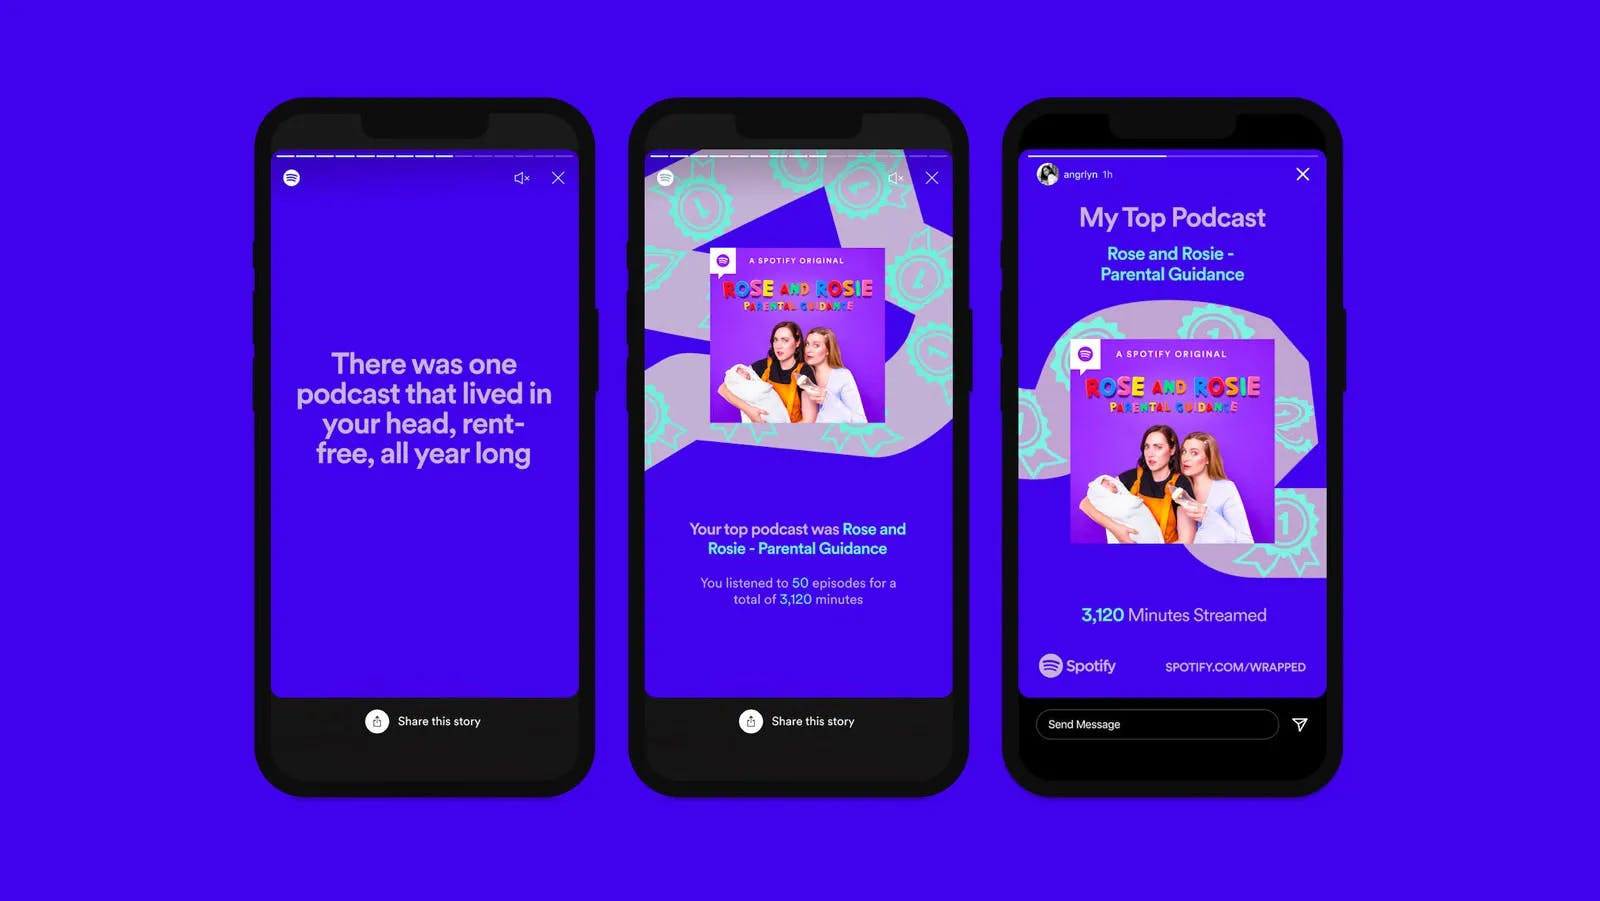 There was one
podcast that lived in
your head, rent-
free, all year long
Share this story
A SPOTIFY ORIGINAL
ROSE AND ROSIE
PARENTAL GUIDANCE
Your top podcast was Rose and
Rosie - Parental Guidance
You listened to 50 episodes for a
total of 3,120 minutes
Share this story
angrlyn 1h
My Top Podcast
Rose and Rosie -
Parental Guidance
A SPOTIFY ORIGINAL
ROSE AND ROSIE
PARENTAL GUIDANCE
1
2
1
3,120 Minutes Streamed
Spotify
SPOTIFY.COM/WRAPPED
Send Message